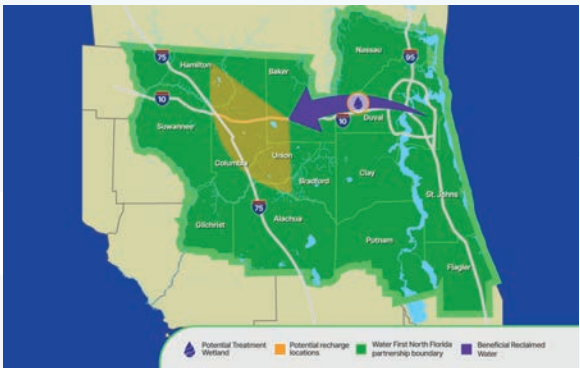 Nassau
75
95
Hamilton
Baker
10
10
Duval
Suwannee
Union
Columbia
Clay
Bradford
St. Johns
75
Alachua
Gilchrist
Putnam
Flagler
Potential Treatment
Wetland
Potential recharge
locations
Water First North Florida
partnership boundary
Beneficial Reclaimed
Water